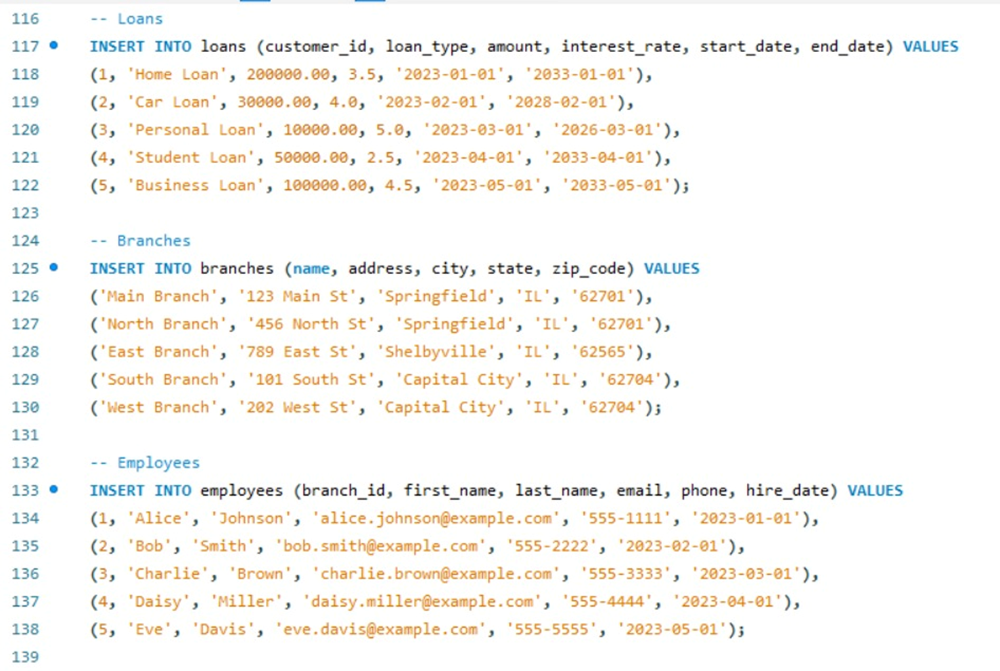 116 -- Loans
117 INSERT INTO loans (customer_id, loan_type, amount, interest_rate, start_date, end_date) VALUES
118 (1, 'Home Loan', 200000.00, 3.5, '2023-01-01', '2033-01-01'),
119 (2, 'Car Loan', 30000.00, 4.0, '2023-02-01', '2028-02-01'),
120 (3, 'Personal Loan', 10000.00, 5.0, '2023-03-01', '2026-03-01'),
121 (4, 'Student Loan', 50000.00, 2.5, '2023-04-01', '2033-04-01'),
122 (5, 'Business Loan', 100000.00, 4.5, '2023-05-01', '2033-05-01');
123
124 -- Branches
125 INSERT INTO branches (name, address, city, state, zip_code) VALUES
126 ('Main Branch', '123 Main St', 'Springfield', 'IL', '62701'),
127 ('North Branch', '456 North St', 'Springfield', 'IL', '62701'),
128 ('East Branch', '789 East St', 'Shelbyville', 'IL', '62565'),
129 ('South Branch', '101 South St', 'Capital City', 'IL', '62704'),
130 ('West Branch', '202 West St', 'Capital City', 'IL', '62704');
131
132 -- Employees
133 INSERT INTO employees (branch_id, first_name, last_name, email, phone, hire_date) VALUES
134 (1, 'Alice', 'Johnson', 'alice.johnson@example.com', '555-1111', '2023-01-01'),
135 (2, 'Bob', 'Smith', 'bob.smith@example.com', '555-2222', '2023-02-01'),
136 (3, 'Charlie', 'Brown', 'charlie.brown@example.com', '555-3333', '2023-03-01'),
137 (4, 'Daisy', 'Miller', 'daisy.miller@example.com', '555-4444', '2023-04-01'),
138 (5, 'Eve', 'Davis', 'eve.davis@example.com', '555-5555', '2023-05-01');
139